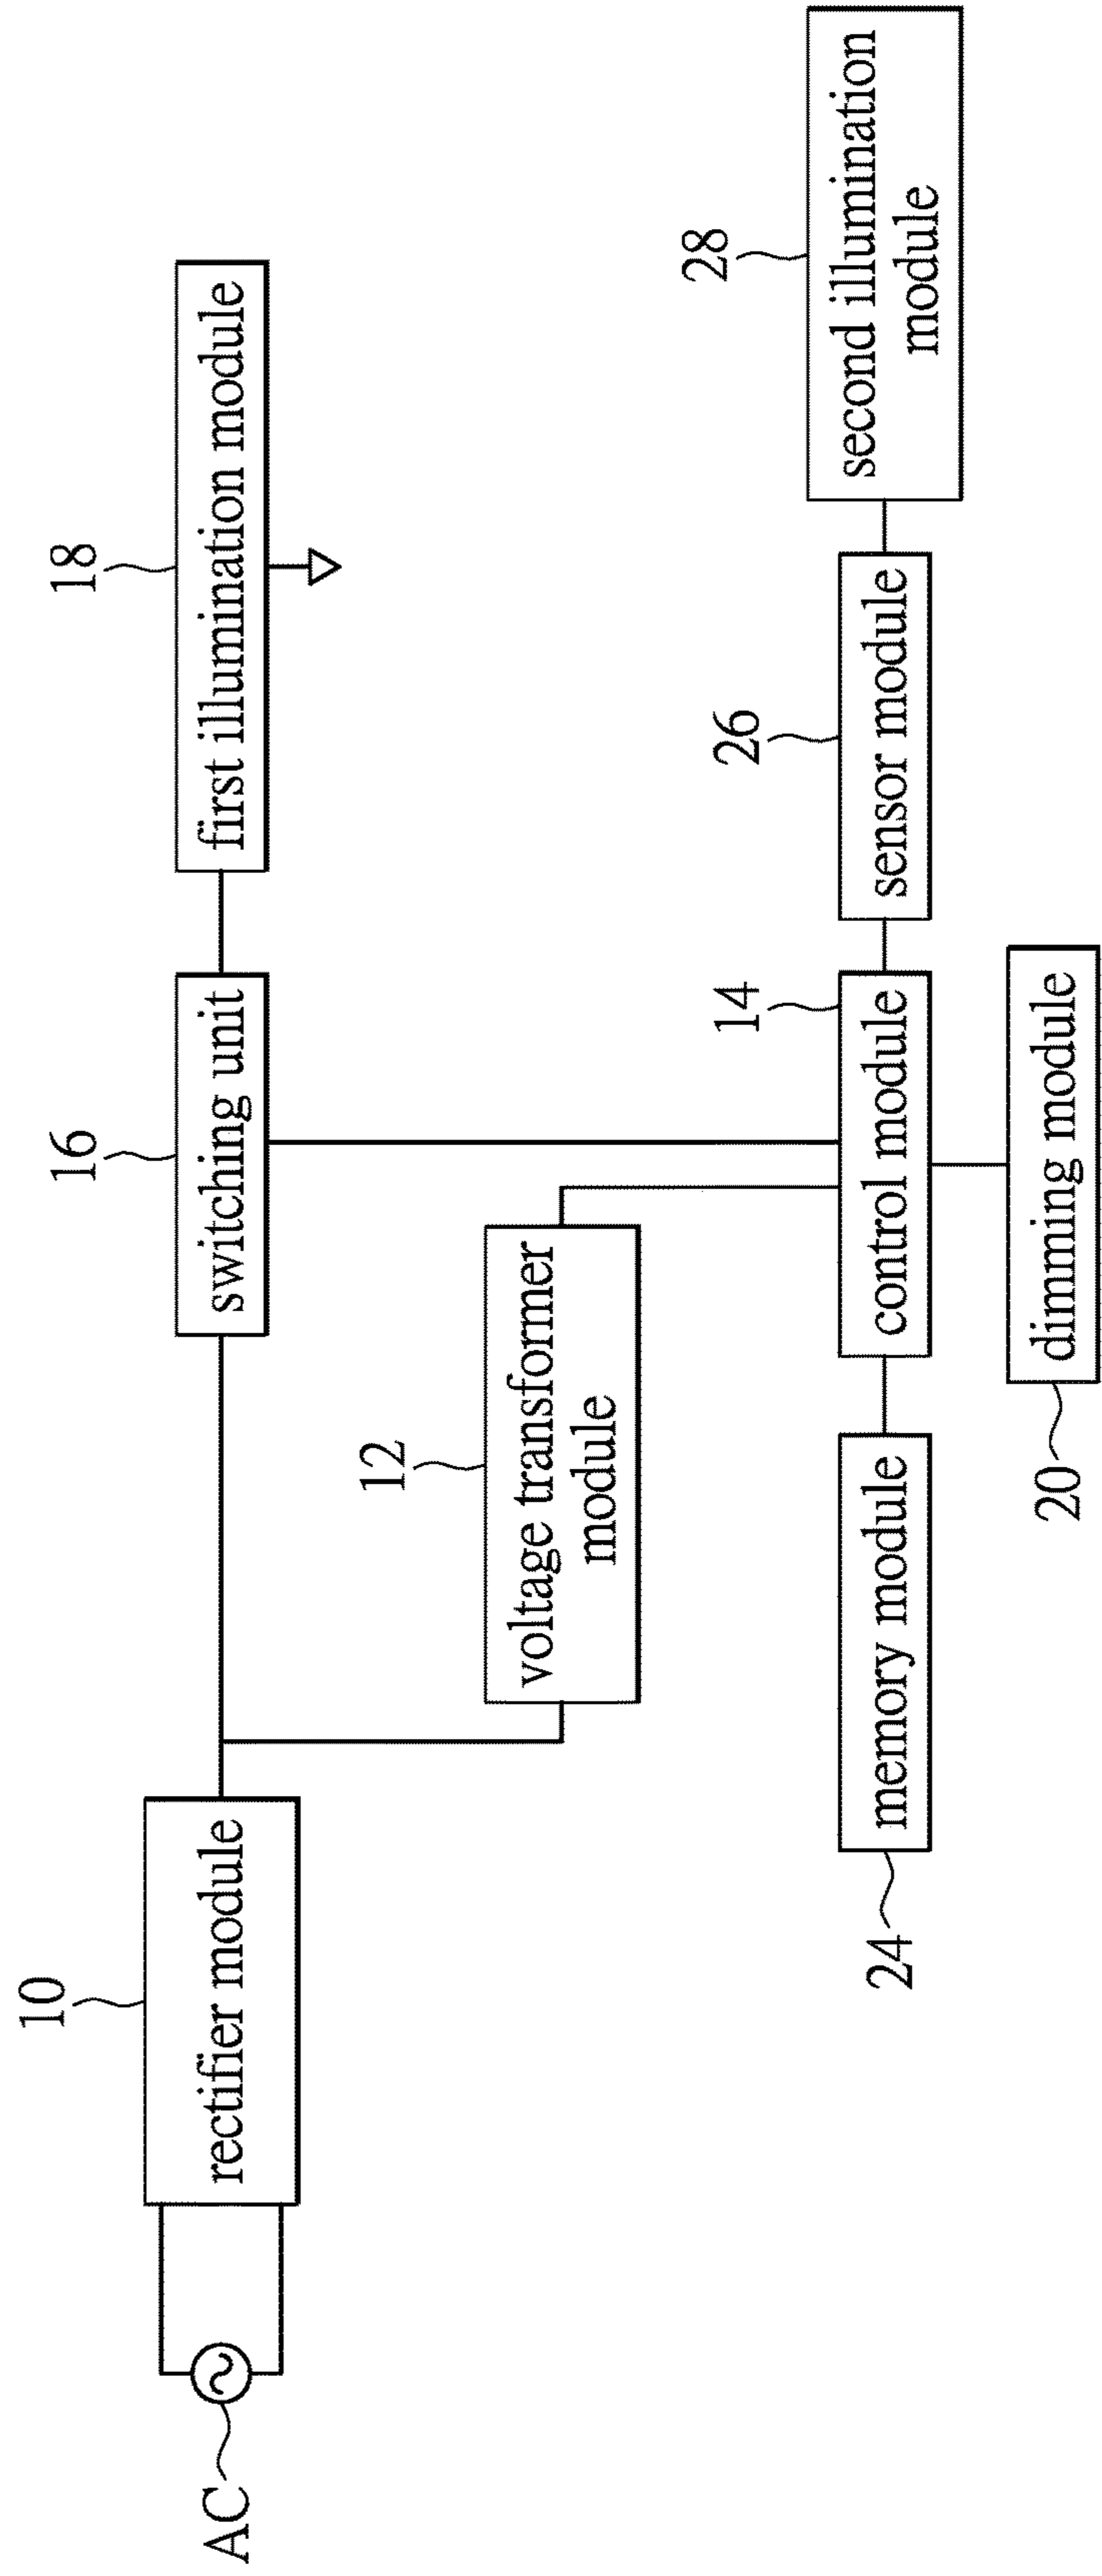 AC
10
rectifier module
16
switching unit
18
first illumination module
12
voltage transformer
module
24
memory module
14
control module
26
sensor module
28
second illumination
module
20
dimming module